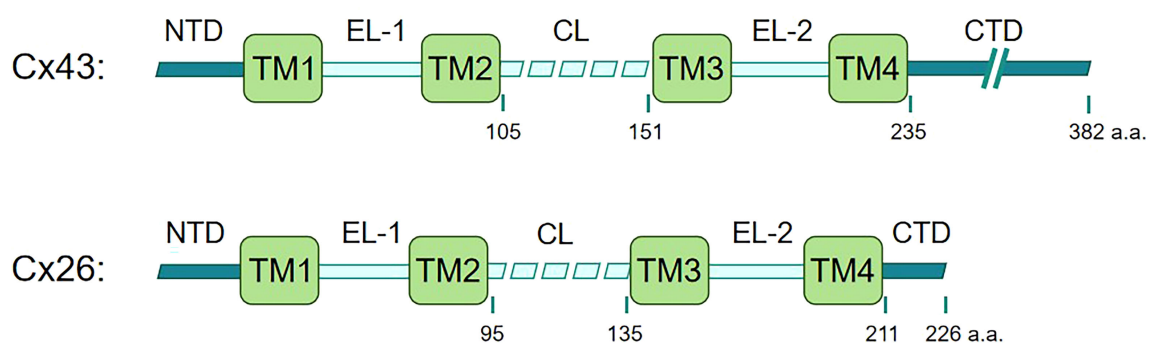 NTD EL-1 CL EL-2 CTD
Cx43: TM1 TM2 TM3 TM4
105 151 235 382 a.a.
NTD EL-1 CL EL-2 CTD
Cx26: TM1 TM2 TM3 TM4
95 135 211 226 a.a.